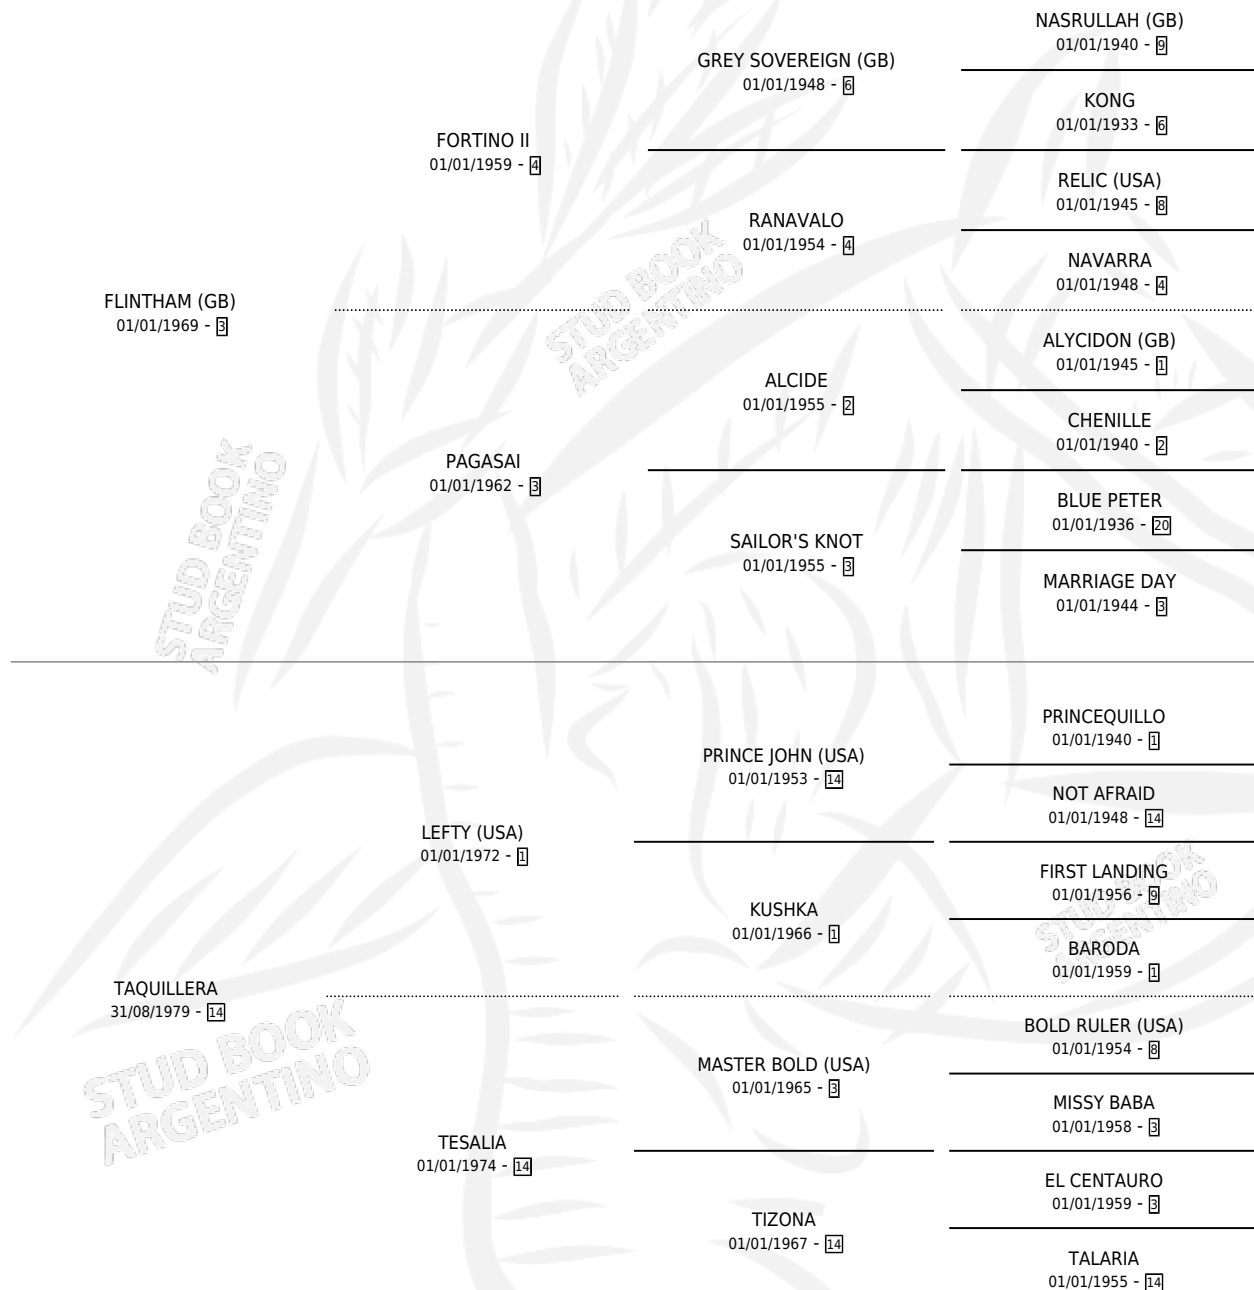 NASRULLAH (GB)
01/01/1940 - 9
GREY SOVEREIGN (GB)
01/01/1948 - 6
KONG
01/01/1933 - 6
FORTINO II
01/01/1959 - 4
RELIC (USA)
01/01/1945 - 8
RANAVALO
01/01/1954 - 4
NAVARRA
01/01/1948 - 4
FLINTHAM (GB)
01/01/1969 - 3
ALYCIDON (GB)
01/01/1945 - 1
ALCIDE
01/01/1955 - 2
CHENILLE
01/01/1940 - 2
PAGASAI
01/01/1962 - 3
BLUE PETER
01/01/1936 - 20
SAILOR'S KNOT
01/01/1955 - 3
MARRIAGE DAY
01/01/1944 - 3
PRINCEQUILLO
01/01/1940 - 1
PRINCE JOHN (USA)
01/01/1953 - 14
NOT AFRAID
01/01/1948 - 14
LEFTY (USA)
01/01/1972 - 1
FIRST LANDING
01/01/1956 - 9
KUSHKA
01/01/1966 - 1
BARODA
01/01/1959 - 1
TAQUILLERA
31/08/1979 - 14
BOLD RULER (USA)
01/01/1954 - 8
MASTER BOLD (USA)
01/01/1965 - 3
MISSY BABA
01/01/1958 - 3
TESALIA
01/01/1974 - 14
EL CENTAURO
01/01/1959 - 3
TIZONA
01/01/1967 - 14
TALARIA
01/01/1955 - 14
STUD BOOK
ARGENTINO
STUD BOOK
ARGENTINO
STUD BOOK
ARGENTINO
STUD BOOK
ARGENTINO